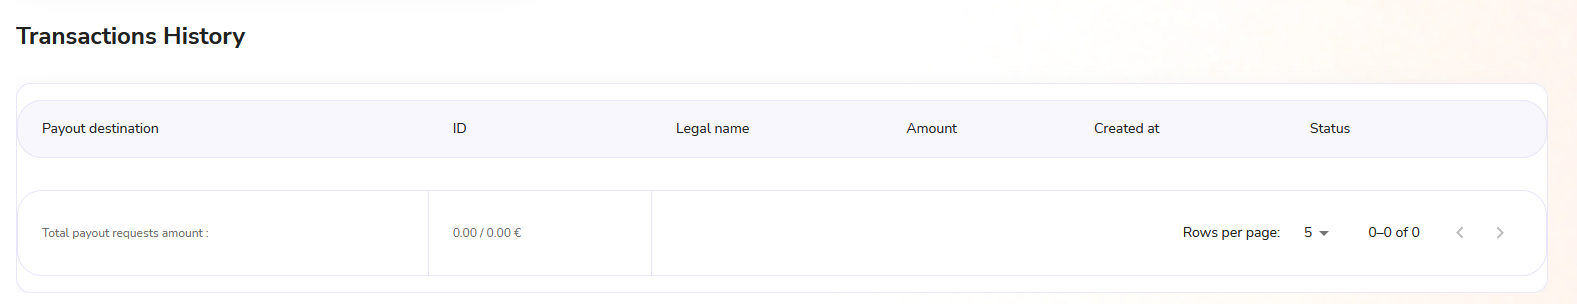 Transactions History
Payout destination ID Legal name Amount Created at Status
Total payout requests amount : 0.00 / 0.00 € Rows per page: 5 0–0 of 0